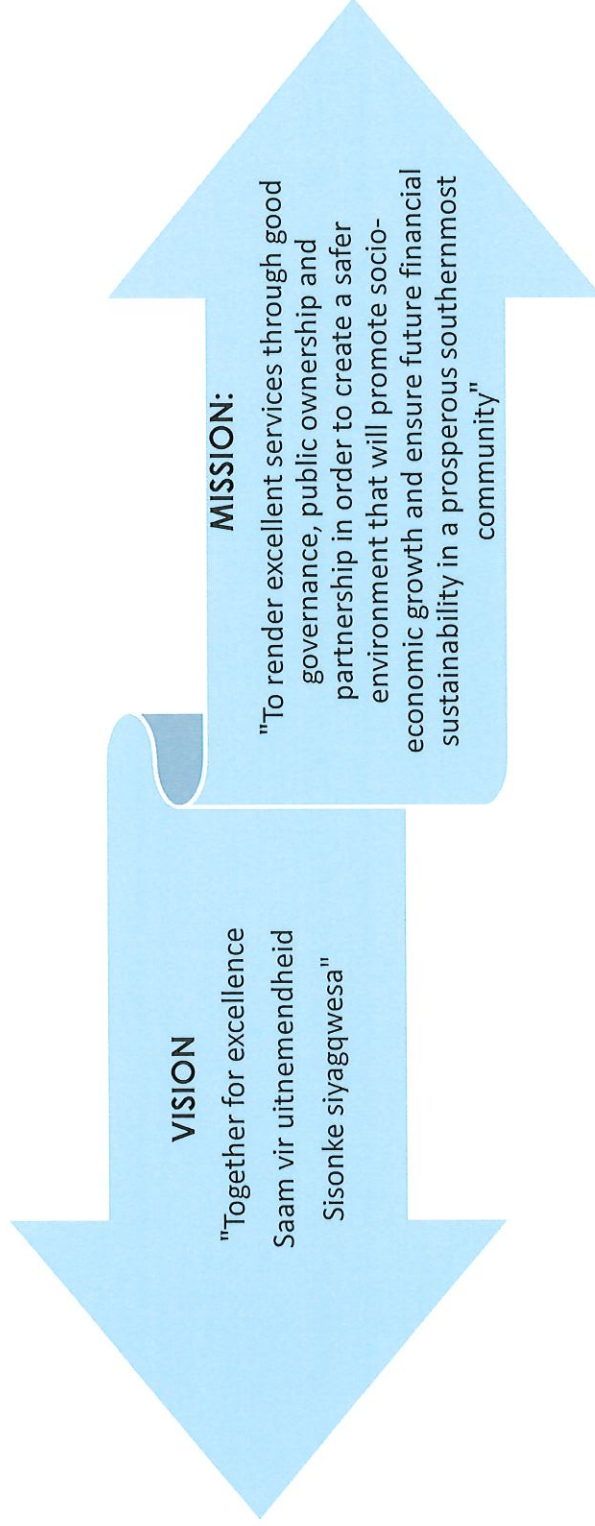 VISION
"Together for excellence
Saam vir uitnemendheid
Sisonke siyagqwesa"
MISSION:
"To render excellent services through good
governance, public ownership and
partnership in order to create a safer
environment that will promote socio-
economic growth and ensure future financial
sustainability in a prosperous southernmost
community"